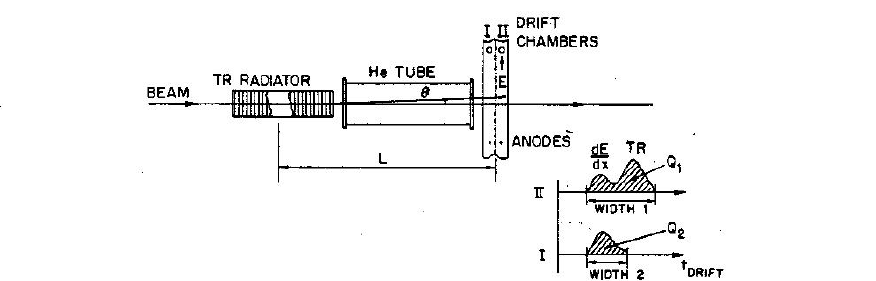 I II DRIFT
CHAMBERS
He TUBE
TR RADIATOR
BEAM
θ
E
L
ANODES
dE
dx
TR
Q1
II
WIDTH 1
Q2
I
WIDTH 2
tDRIFT